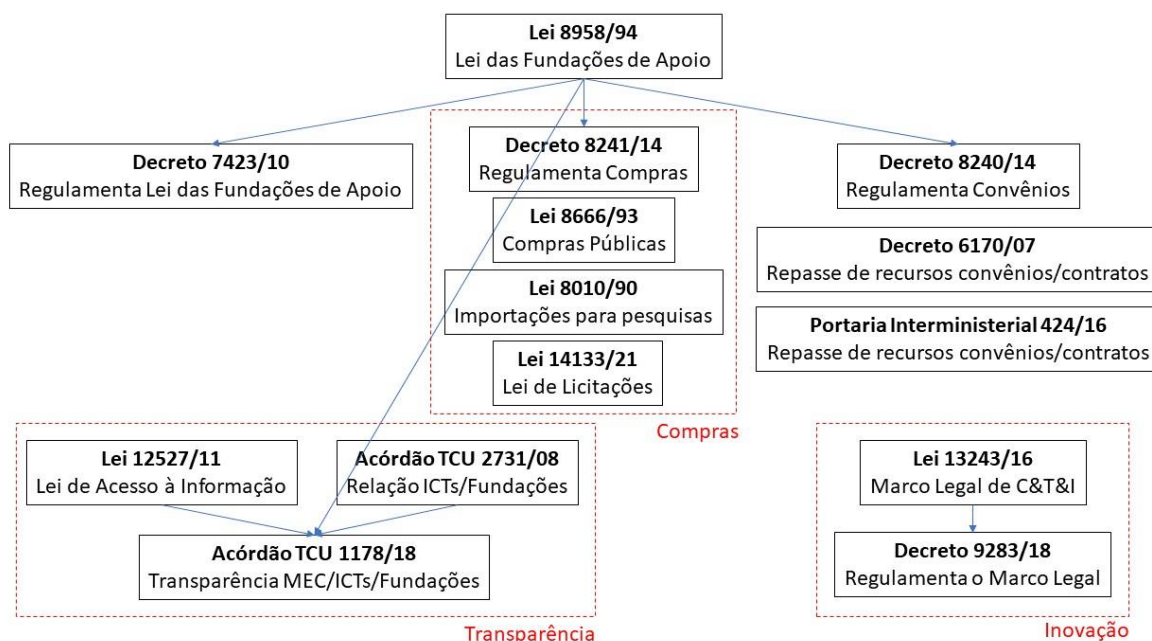 Lei 8958/94
Lei das Fundações de Apoio
Decreto 7423/10
Regulamenta Lei das Fundações de Apoio
Decreto 8241/14
Regulamenta Compras
Lei 8666/93
Compras Públicas
Lei 8010/90
Importações para pesquisas
Lei 14133/21
Lei de Licitações
Compras
Decreto 8240/14
Regulamenta Convênios
Decreto 6170/07
Repasse de recursos convênios/contratos
Portaria Interministerial 424/16
Repasse de recursos convênios/contratos
Lei 12527/11
Lei de Acesso à Informação
Acórdão TCU 2731/08
Relação ICTs/Fundações
Acórdão TCU 1178/18
Transparência MEC/ICTs/Fundações
Transparência
Lei 13243/16
Marco Legal de C&T&I
Decreto 9283/18
Regulamenta o Marco Legal
Inovação